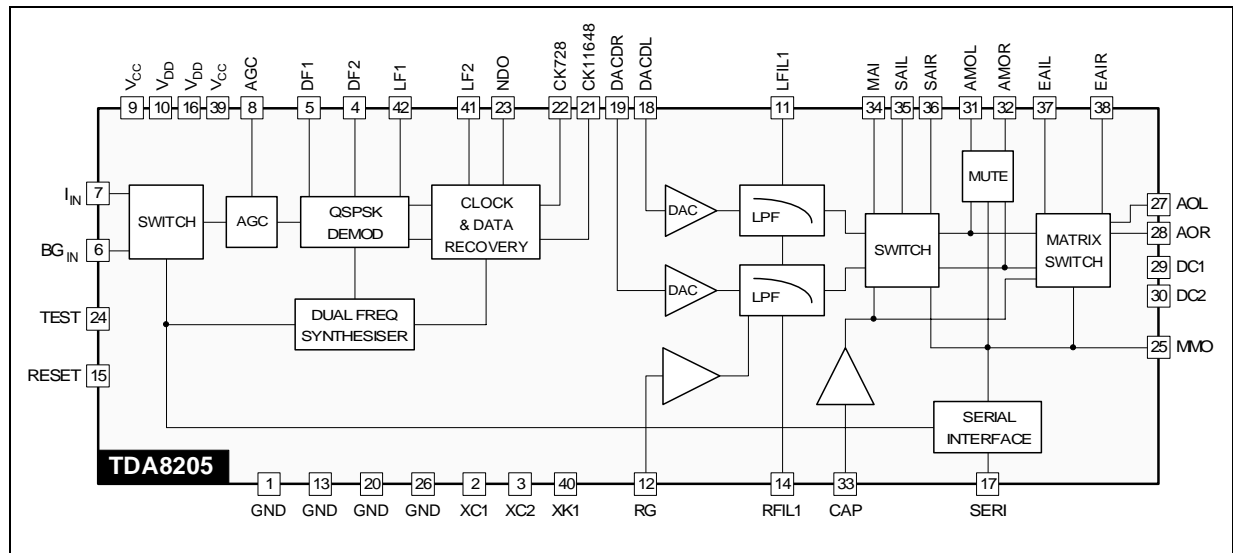 VCC VDD VDD VCC AGC DF1 DF2 LF1 LF2 NDO CK728 CK11648 DACDR DACDL LFIL1 MAI SAIL SAIR AMOL AMOR EAIL EAIR
9 10 16 39 8 5 4 42 41 23 22 21 19 18 11 34 35 36 31 32 37 38
IIN 7
BGIN 6
TEST 24
RESET 15
SWITCH
AGC
QSPSK
DEMOD
CLOCK
& DATA
RECOVERY
DUAL FREQ
SYNTHESISER
DAC
LPF
DAC
LPF
SWITCH
MUTE
MATRIX
SWITCH
SERIAL
INTERFACE
27 AOL
28 AOR
29 DC1
30 DC2
25 MMO
TDA8205
1 13 20 26 2 3 40 12 14 33 17
GND GND GND GND XC1 XC2 XK1 RG RFIL1 CAP SERI